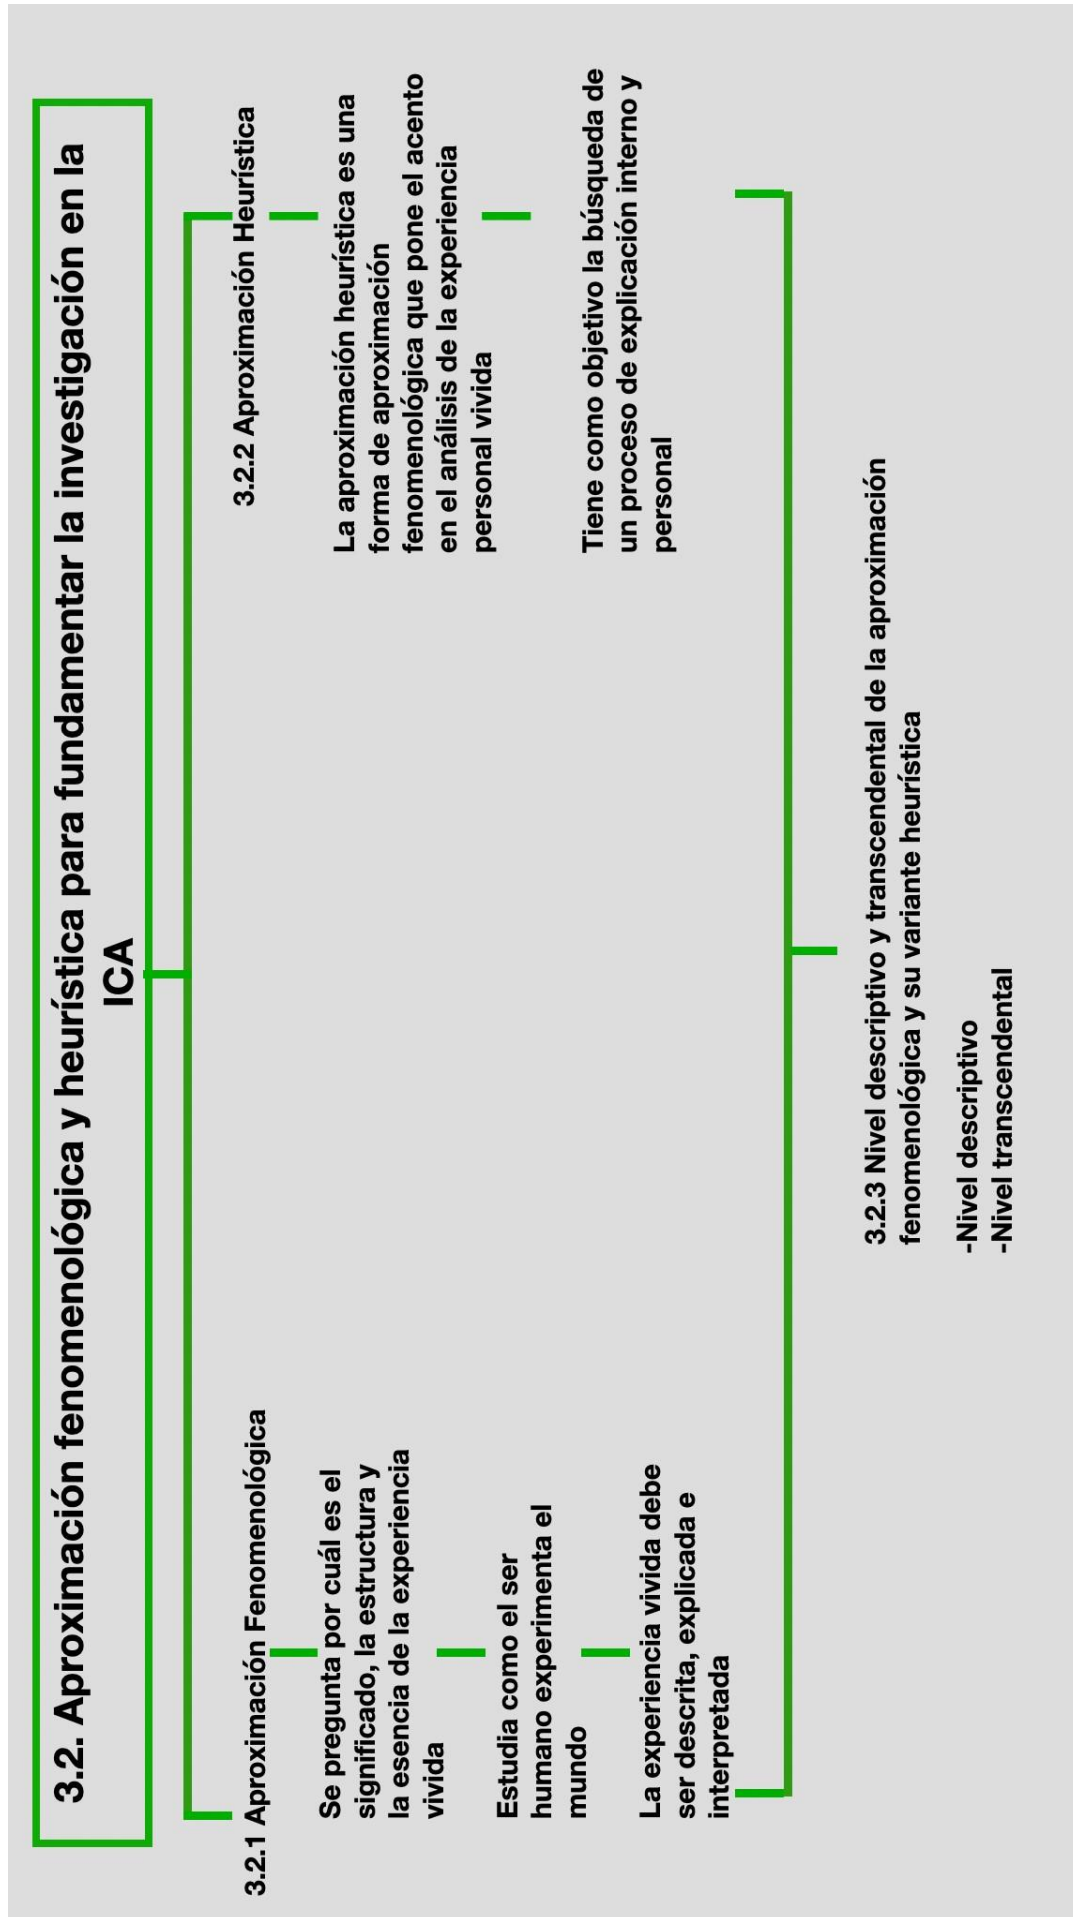 3.2. Aproximación fenomenológica y heurística para fundamentar la investigación en la
ICA
3.2.1 Aproximación Fenomenológica
Se pregunta por cuál es el
significado, la estructura y
la esencia de la experiencia
vivida
Estudia como el ser
humano experimenta el
mundo
La experiencia vivida debe
ser descrita, explicada e
interpretada
3.2.2 Aproximación Heurística
La aproximación heurística es una
forma de aproximación
fenomenológica que pone el acento
en el análisis de la experiencia
personal vivida
Tiene como objetivo la búsqueda de
un proceso de explicación interno y
personal
3.2.3 Nivel descriptivo y transcendental de la aproximación
fenomenológica y su variante heurística
-Nivel descriptivo
-Nivel transcendental